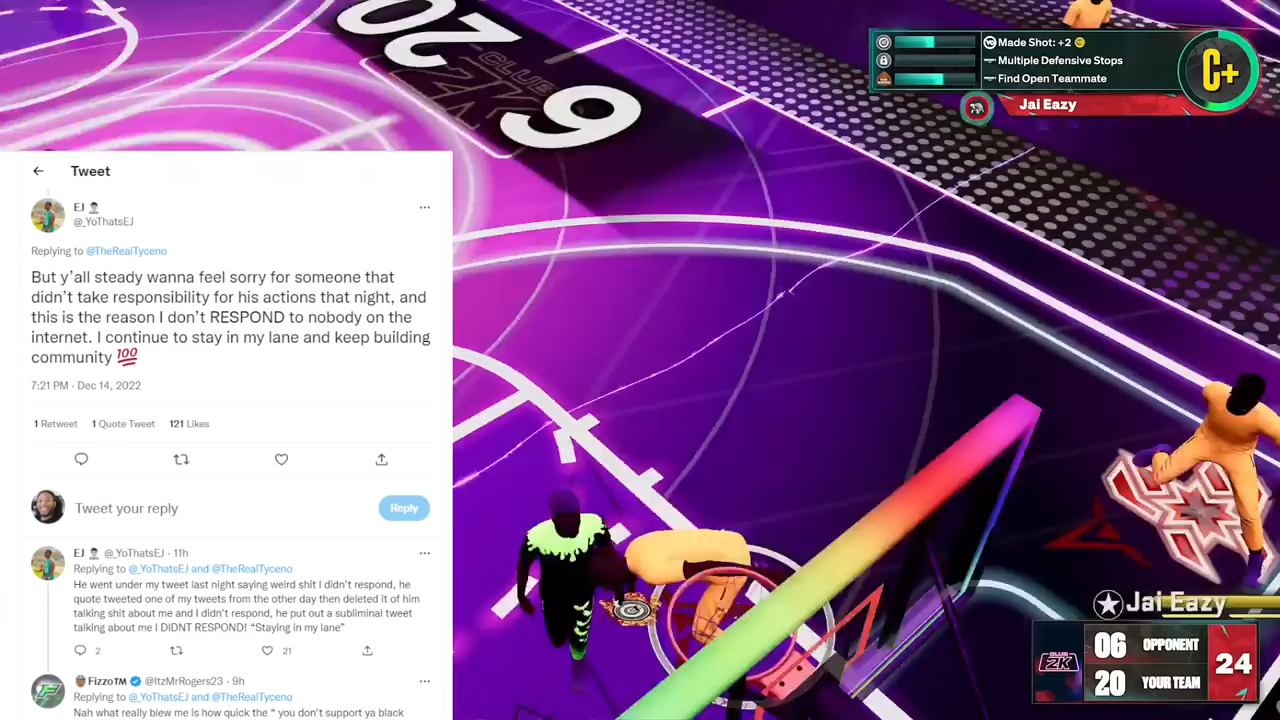 20
6
CLUB
2K
Made Shot: +2
Multiple Defensive Stops
Find Open Teammate
C+
Jai Eazy
Tweet
EJ
@_YoThatsEJ
Replying to @TheRealTyceno
But y'all steady wanna feel sorry for someone that
didn't take responsibility for his actions that night, and
this is the reason I don't RESPOND to nobody on the
internet. I continue to stay in my lane and keep building
community 💯
7:21 PM · Dec 14, 2022
1 Retweet 1 Quote Tweet 121 Likes
Tweet your reply
Reply
EJ @_YoThatsEJ · 11h
Replying to @_YoThatsEJ and @TheRealTyceno
He went under my tweet last night saying weird shit I didn't respond, he
quote tweeted one of my tweets from the other day then deleted it of him
talking shit about me and I didn't respond, he put out a subliminal tweet
talking about me I DIDNT RESPOND! “Staying in my lane”
2 21
Fizzo™ @ItzMrRogers23 · 9h
Replying to @_YoThatsEJ and @TheRealTyceno
Nah what really blew me is how quick the “ you don't support ya black
Jai Eazy
CLUB
2K
06 OPPONENT
20 YOUR TEAM
24